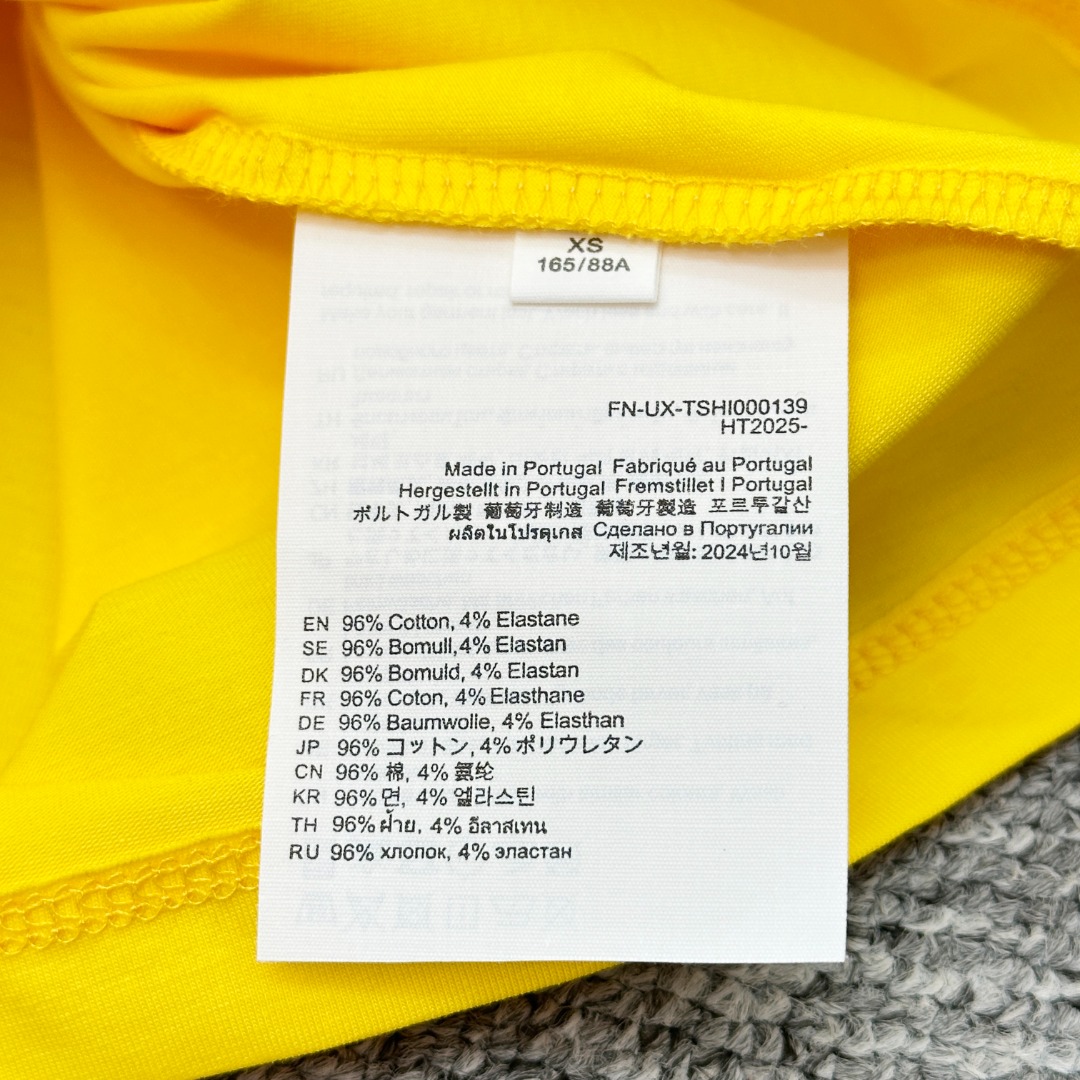 XS
165/88A
FN-UX-TSHI000139
HT2025-
Made in Portugal Fabriqué au Portugal
Hergestellt in Portugal Fremstillet I Portugal
ポルトガル製 葡萄牙制造 葡萄牙製造 포르투갈산
ผลิตในโปรตุเกส Сделано в Португалии
제조년월: 2024년10월
EN 96% Cotton, 4% Elastane
SE 96% Bomull,4% Elastan
DK 96% Bomuld, 4% Elastan
FR 96% Coton, 4% Elasthane
DE 96% Baumwolle, 4% Elasthan
JP 96% コットン, 4% ポリウレタン
CN 96% 棉, 4% 氨纶
KR 96% 면, 4% 엘라스틴
TH 96% ฝ้าย, 4% อีลาสเทน
RU 96% хлопок, 4% эластан